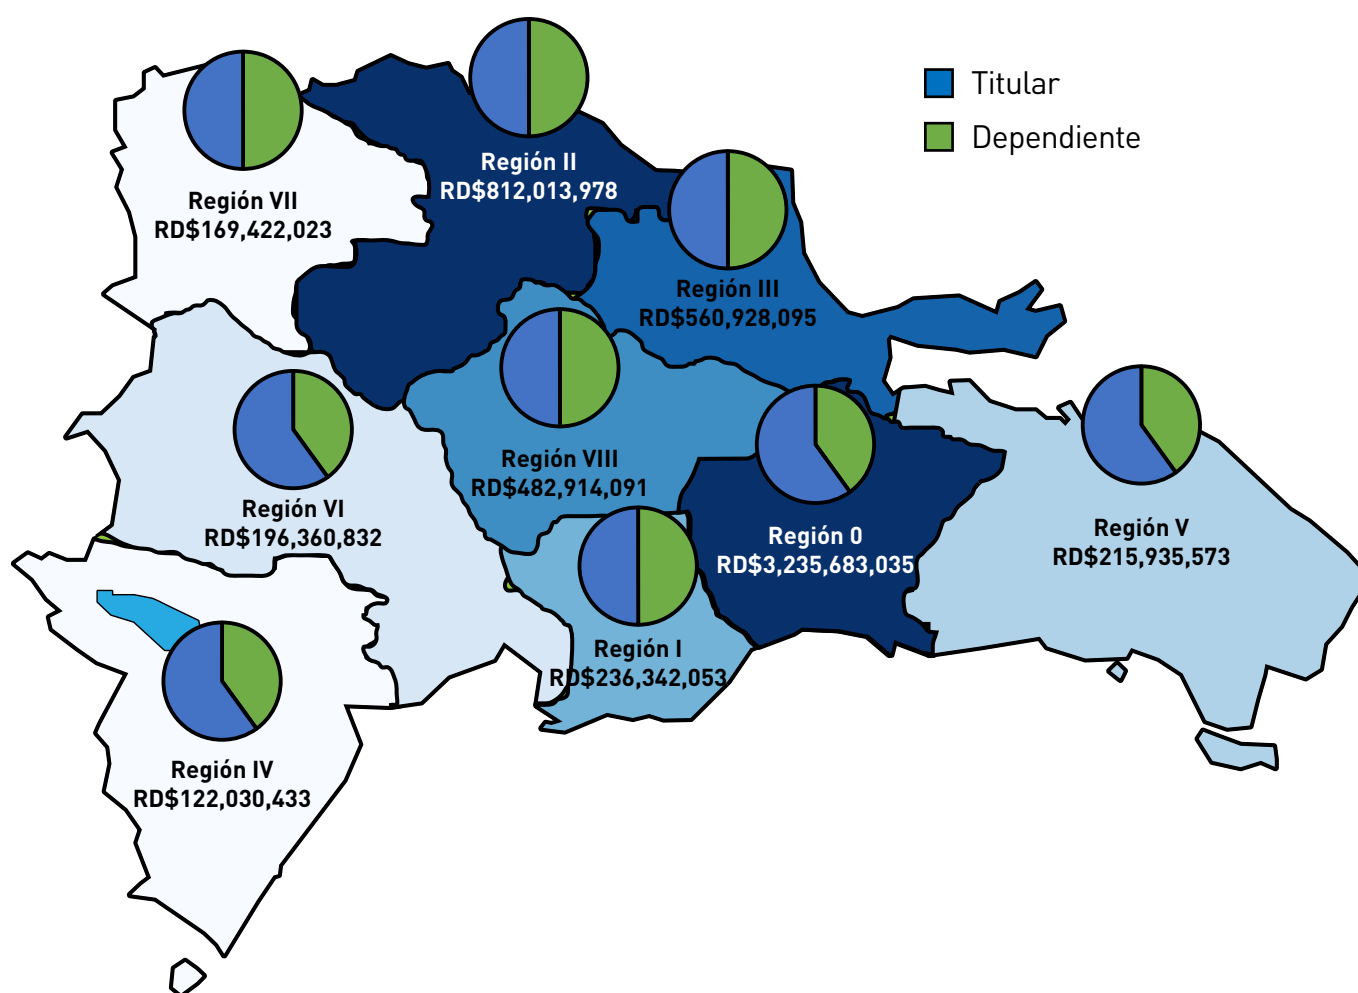 Titular
Dependiente
Región II
RD$812,013,978
Región VII
RD$169,422,023
Región III
RD$560,928,095
Región VIII
RD$482,914,091
Región VI
RD$196,360,832
Región 0
RD$3,235,683,035
Región V
RD$215,935,573
Región I
RD$236,342,053
Región IV
RD$122,030,433